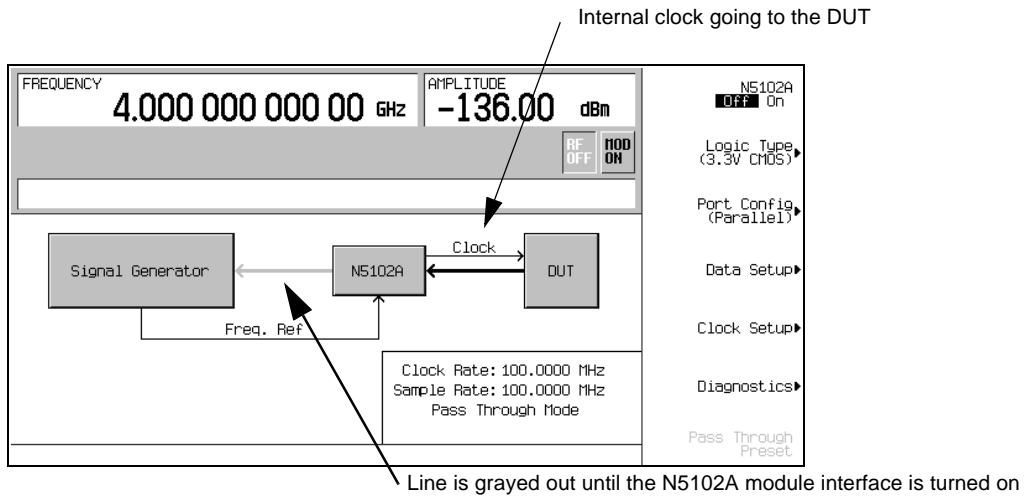 Internal clock going to the DUT
FREQUENCY
4.000 000 000 00 GHz
AMPLITUDE
-136.00 dBm
RF OFF
MOD ON
N5102A
Off On
Logic Type
(3.3V CMOS)
Port Config
(Parallel)
Data Setup
Clock Setup
Diagnostics
Pass Through
Preset
Signal Generator
N5102A
Clock
DUT
Freq. Ref
Clock Rate: 100.0000 MHz
Sample Rate: 100.0000 MHz
Pass Through Mode
Line is grayed out until the N5102A module interface is turned on